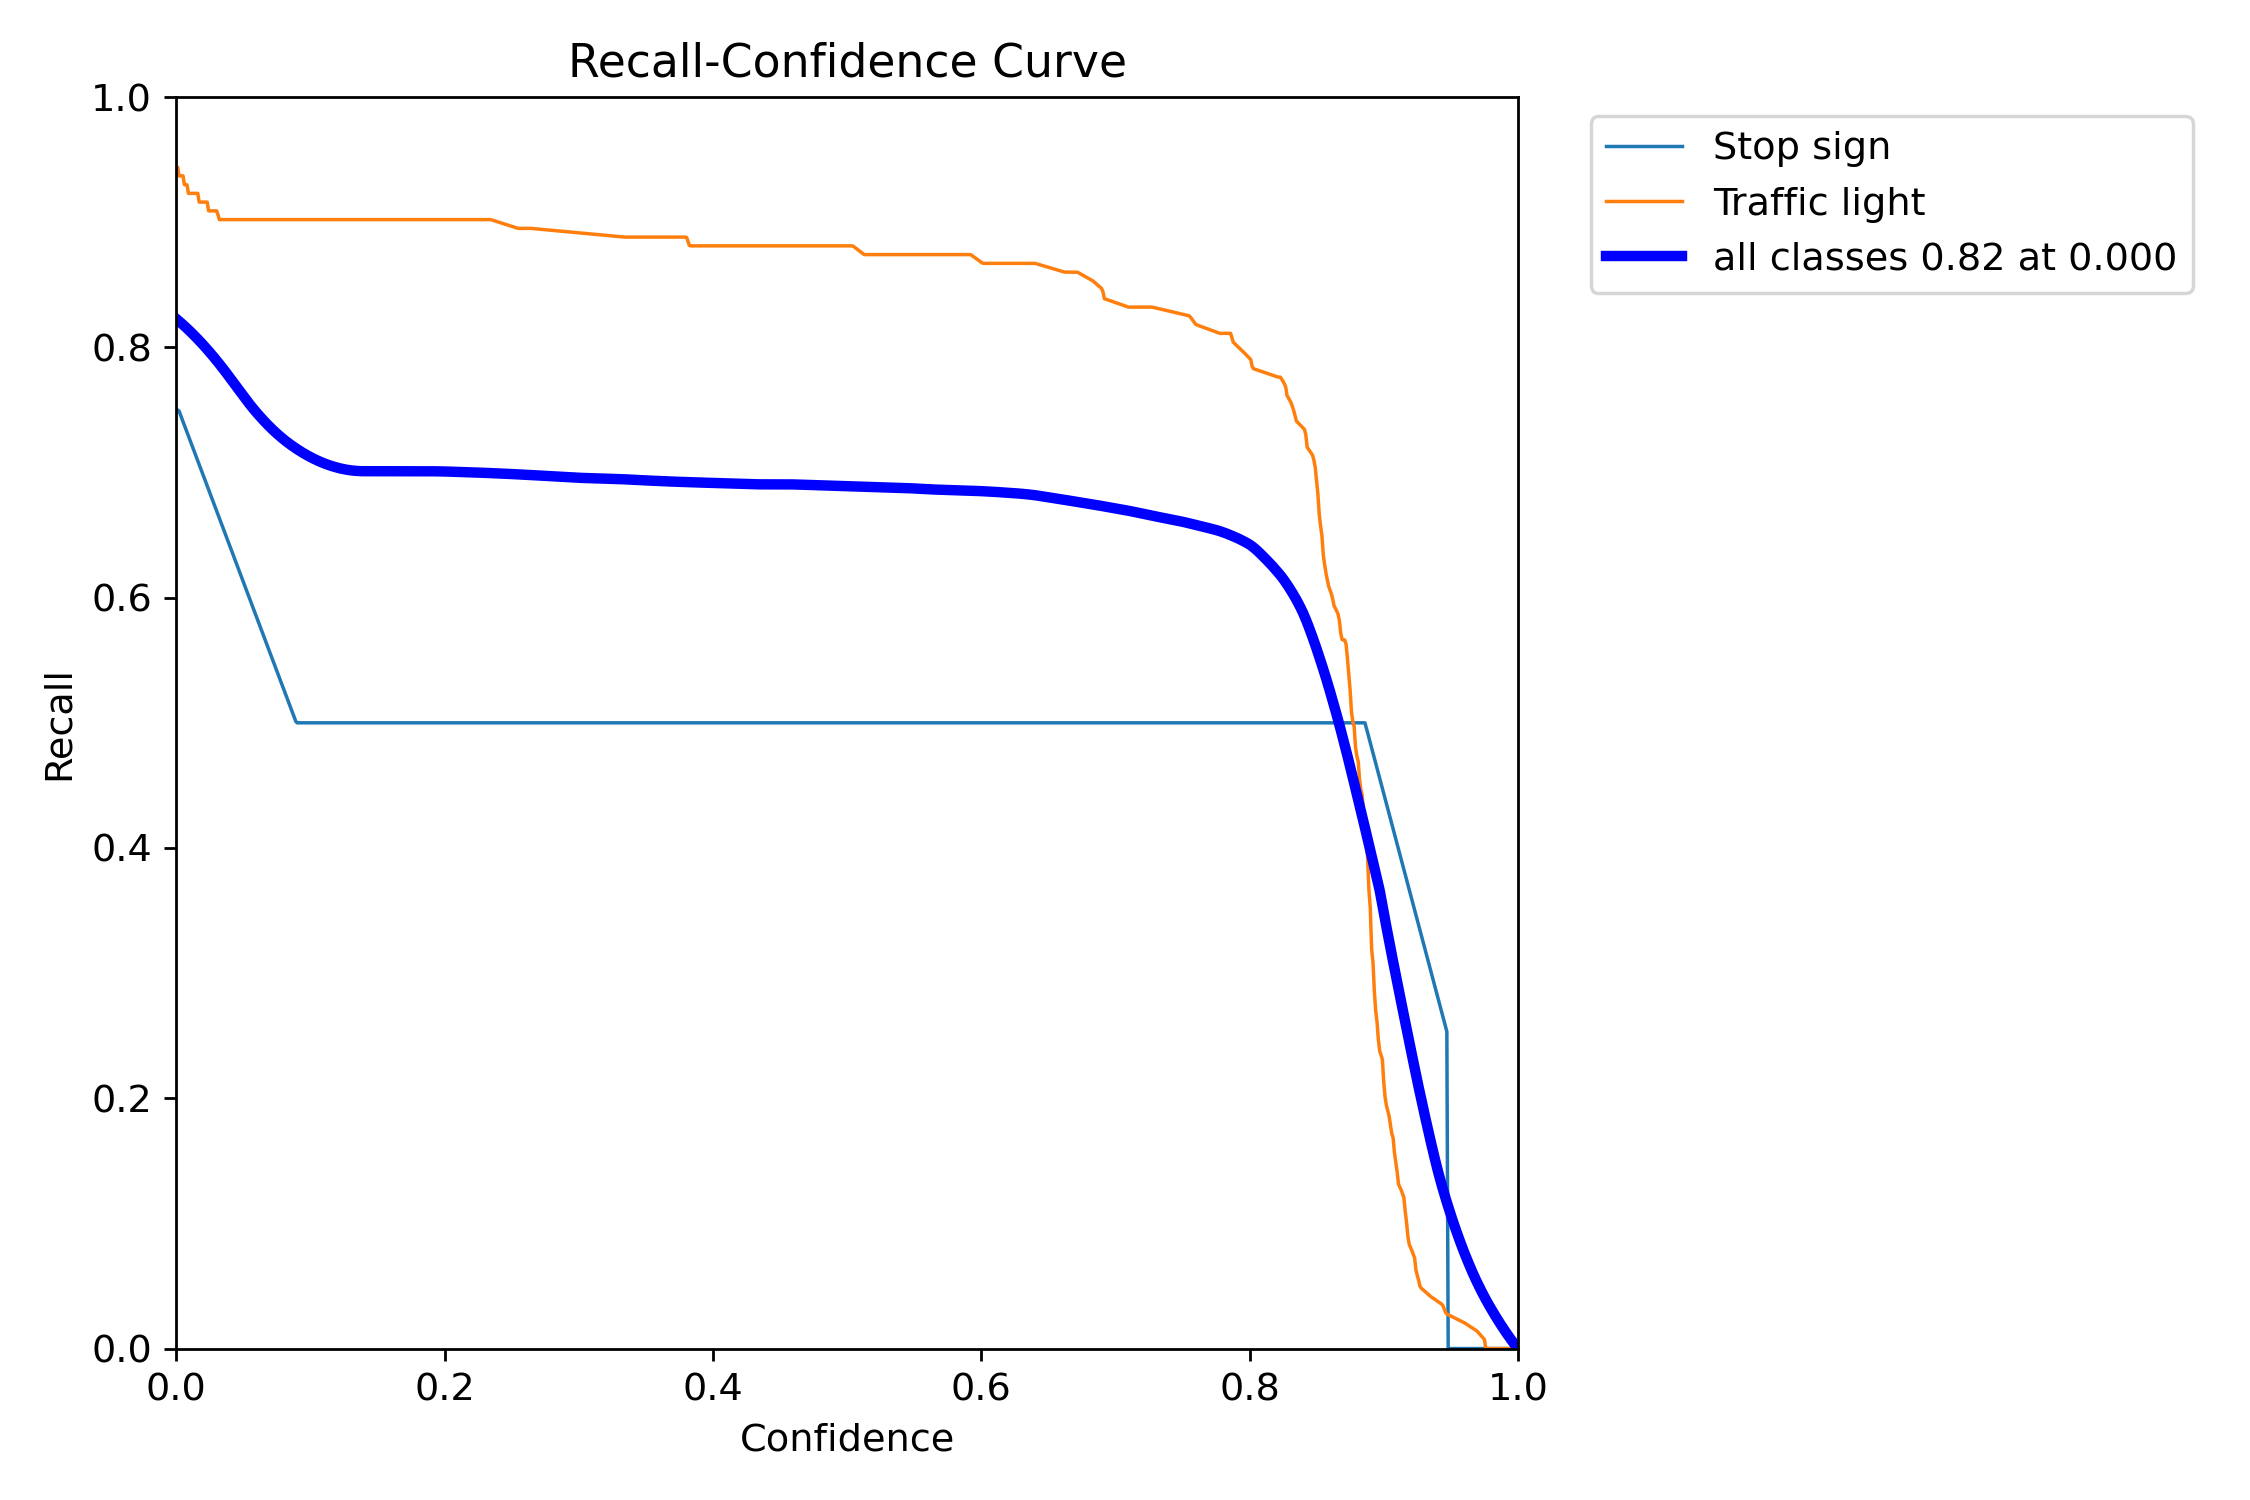 Recall-Confidence Curve
1.0
0.8
0.6
0.4
0.2
0.0
Recall
0.0 0.2 0.4 0.6 0.8 1.0
Confidence
Stop sign
Traffic light
all classes 0.82 at 0.000